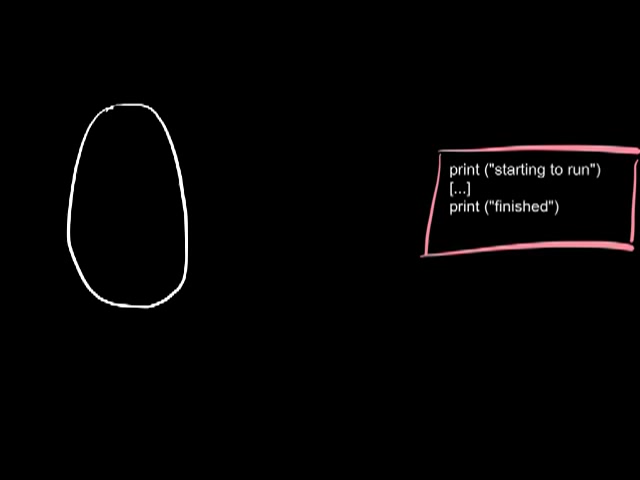 print ("starting to run")
[...]
print ("finished")